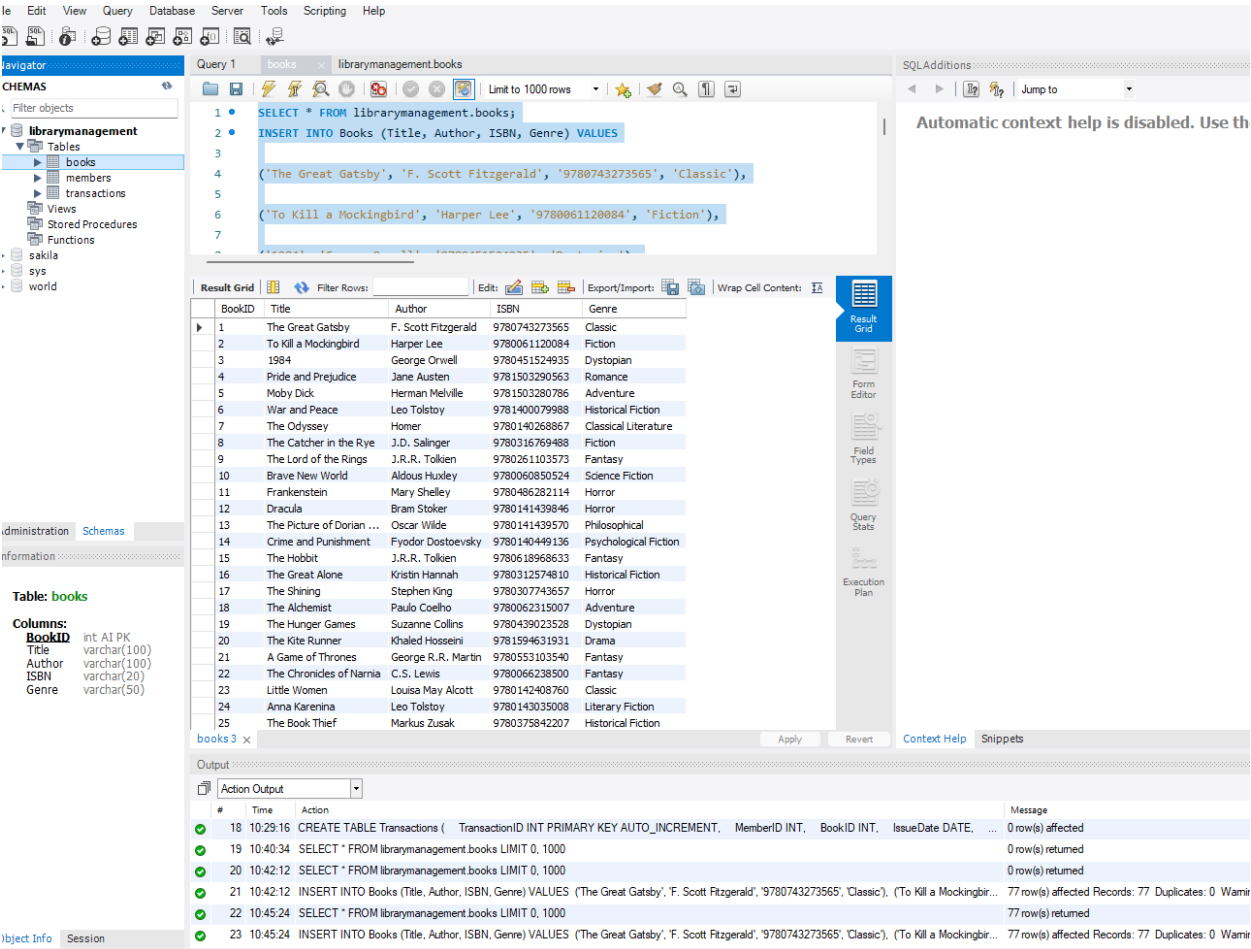 le Edit View Query Database Server Tools Scripting Help
Navigator
CHEMAS
Filter objects
librarymanagement
Tables
books
members
transactions
Views
Stored Procedures
Functions
sakila
sys
world
Administration Schemas
nformation
Table: books
Columns:
BookID int AI PK
Title varchar(100)
Author varchar(100)
ISBN varchar(20)
Genre varchar(50)
Object Info Session
Query 1 books librarymanagement.books
Limit to 1000 rows
1 SELECT * FROM librarymanagement.books;
2 INSERT INTO Books (Title, Author, ISBN, Genre) VALUES
3
4 ('The Great Gatsby', 'F. Scott Fitzgerald', '9780743273565', 'Classic'),
5
6 ('To Kill a Mockingbird', 'Harper Lee', '9780061120084', 'Fiction'),
7
Result Grid Filter Rows: Edit: Export/Import: Wrap Cell Content:
BookID Title Author ISBN Genre
1 The Great Gatsby F. Scott Fitzgerald 9780743273565 Classic
2 To Kill a Mockingbird Harper Lee 9780061120084 Fiction
3 1984 George Orwell 9780451524935 Dystopian
4 Pride and Prejudice Jane Austen 9781503290563 Romance
5 Moby Dick Herman Melville 9781503280786 Adventure
6 War and Peace Leo Tolstoy 9781400079988 Historical Fiction
7 The Odyssey Homer 9780140268867 Classical Literature
8 The Catcher in the Rye J.D. Salinger 9780316769488 Fiction
9 The Lord of the Rings J.R.R. Tolkien 9780261103573 Fantasy
10 Brave New World Aldous Huxley 9780060850524 Science Fiction
11 Frankenstein Mary Shelley 9780486282114 Horror
12 Dracula Bram Stoker 9780141439846 Horror
13 The Picture of Dorian ... Oscar Wilde 9780141439570 Philosophical
14 Crime and Punishment Fyodor Dostoevsky 9780140449136 Psychological Fiction
15 The Hobbit J.R.R. Tolkien 9780618968633 Fantasy
16 The Great Alone Kristin Hannah 9780312574810 Historical Fiction
17 The Shining Stephen King 9780307743657 Horror
18 The Alchemist Paulo Coelho 9780062315007 Adventure
19 The Hunger Games Suzanne Collins 9780439023528 Dystopian
20 The Kite Runner Khaled Hosseini 9781594631931 Drama
21 A Game of Thrones George R.R. Martin 9780553103540 Fantasy
22 The Chronicles of Narnia C.S. Lewis 9780066238500 Fantasy
23 Little Women Louisa May Alcott 9780142408760 Classic
24 Anna Karenina Leo Tolstoy 9780143035008 Literary Fiction
25 The Book Thief Markus Zusak 9780375842207 Historical Fiction
Result
Grid
Form
Editor
Field
Types
Query
Stats
Execution
Plan
books 3 Apply Revert
SQLAdditions
Jump to
Automatic context help is disabled. Use the
Context Help Snippets
Output
Action Output
# Time Action Message
18 10:29:16 CREATE TABLE Transactions ( TransactionID INT PRIMARY KEY AUTO_INCREMENT, MemberID INT, BookID INT, IssueDate DATE, ... 0 row(s) affected
19 10:40:34 SELECT * FROM librarymanagement.books LIMIT 0, 1000 0 row(s) returned
20 10:42:12 SELECT * FROM librarymanagement.books LIMIT 0, 1000 0 row(s) returned
21 10:42:12 INSERT INTO Books (Title, Author, ISBN, Genre) VALUES ('The Great Gatsby', 'F. Scott Fitzgerald', '9780743273565', 'Classic'), ('To Kill a Mockingbir... 77 row(s) affected Records: 77 Duplicates: 0 Warnin
22 10:45:24 SELECT * FROM librarymanagement.books LIMIT 0, 1000 77 row(s) returned
23 10:45:24 INSERT INTO Books (Title, Author, ISBN, Genre) VALUES ('The Great Gatsby', 'F. Scott Fitzgerald', '9780743273565', 'Classic'), ('To Kill a Mockingbir... 77 row(s) affected Records: 77 Duplicates: 0 Warnin